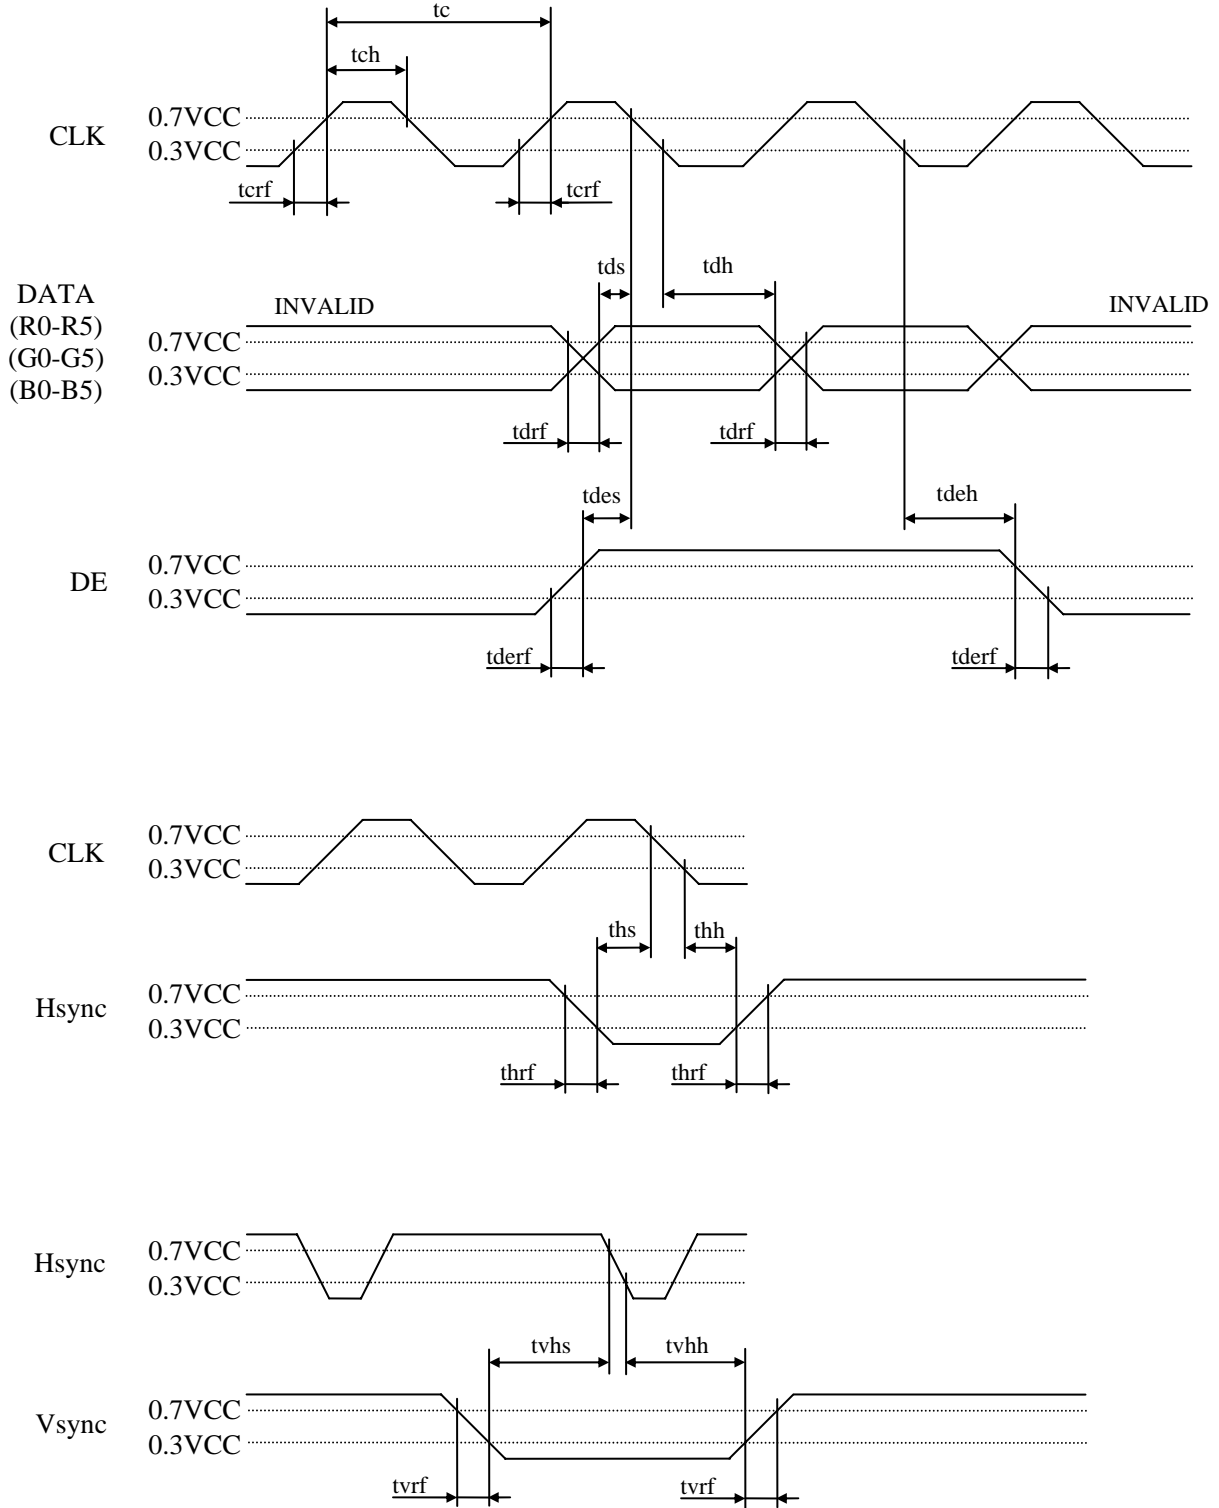 tc
tch
0.7VCC
CLK
0.3VCC
tcrf
tcrf
tds
tdh
DATA
(R0-R5)
(G0-G5)
(B0-B5)
INVALID
INVALID
0.7VCC
0.3VCC
tdrf
tdrf
tdes
tdeh
0.7VCC
DE
0.3VCC
tderf
tderf
0.7VCC
CLK
0.3VCC
ths
thh
0.7VCC
Hsync
0.3VCC
thrf
thrf
0.7VCC
Hsync
0.3VCC
tvhs
tvhh
0.7VCC
Vsync
0.3VCC
tvrf
tvrf